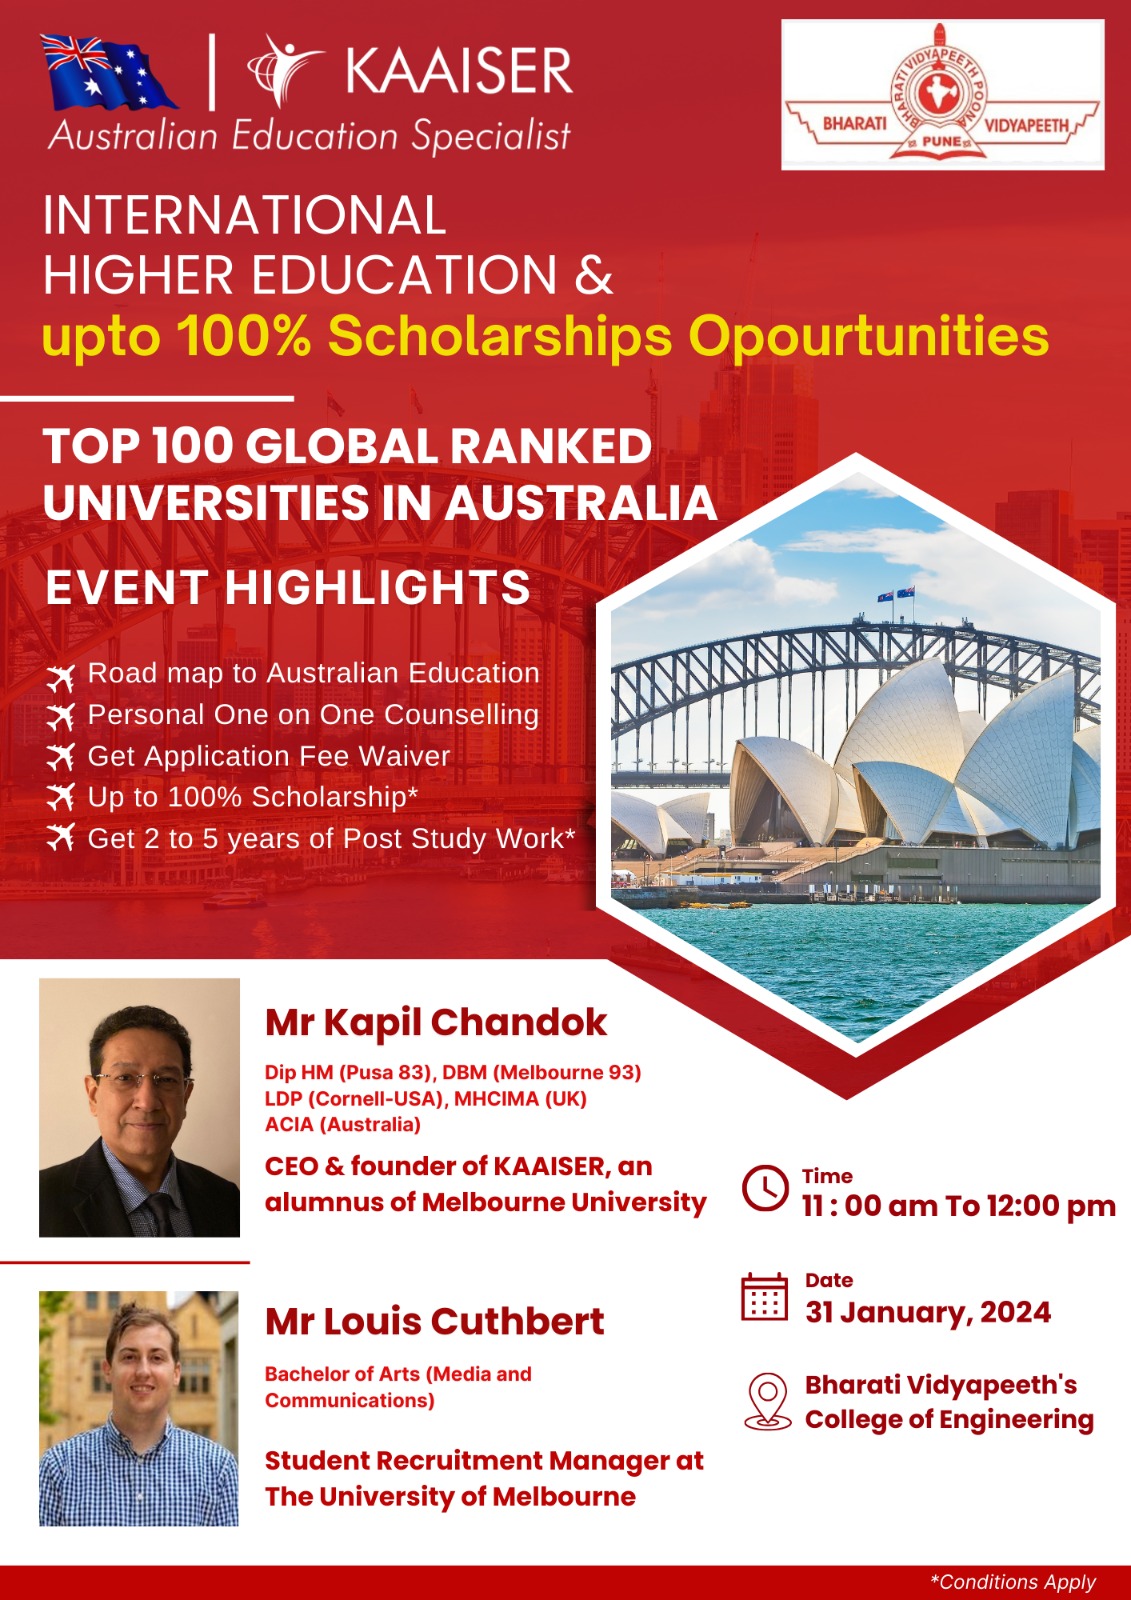 KAAISER
Australian Education Specialist
BHARATI VIDYAPEETH POONA
BHARATI
VIDYAPEETH
PUNE
INTERNATIONAL
HIGHER EDUCATION &
upto 100% Scholarships Opourtunities
TOP 100 GLOBAL RANKED
UNIVERSITIES IN AUSTRALIA
EVENT HIGHLIGHTS
Road map to Australian Education
Personal One on One Counselling
Get Application Fee Waiver
Up to 100% Scholarship*
Get 2 to 5 years of Post Study Work*
Mr Kapil Chandok
Dip HM (Pusa 83), DBM (Melbourne 93)
LDP (Cornell-USA), MHCIMA (UK)
ACIA (Australia)
CEO & founder of KAAISER, an
alumnus of Melbourne University
Time
11 : 00 am To 12:00 pm
Date
31 January, 2024
Bharati Vidyapeeth's
College of Engineering
Mr Louis Cuthbert
Bachelor of Arts (Media and
Communications)
Student Recruitment Manager at
The University of Melbourne
*Conditions Apply